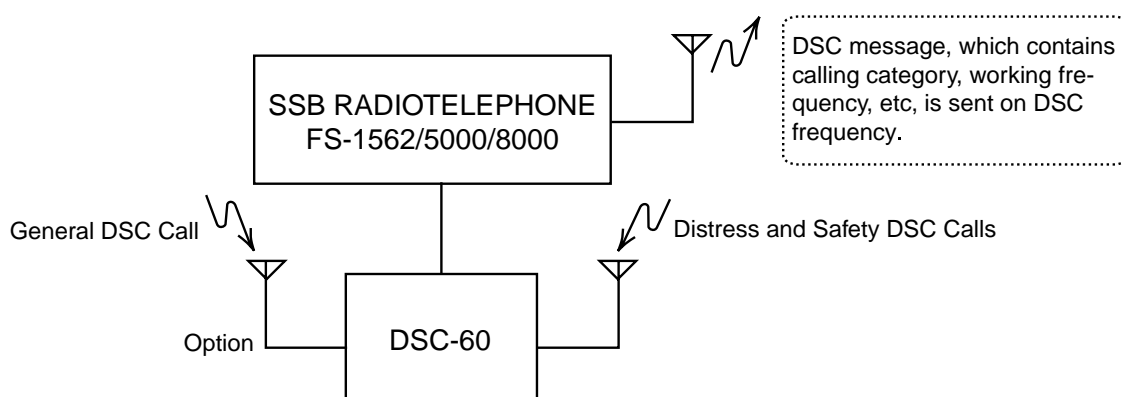 DSC message, which contains
calling category, working fre-
quency, etc, is sent on DSC
frequency.
SSB RADIOTELEPHONE
FS-1562/5000/8000
General DSC Call
Distress and Safety DSC Calls
Option
DSC-60